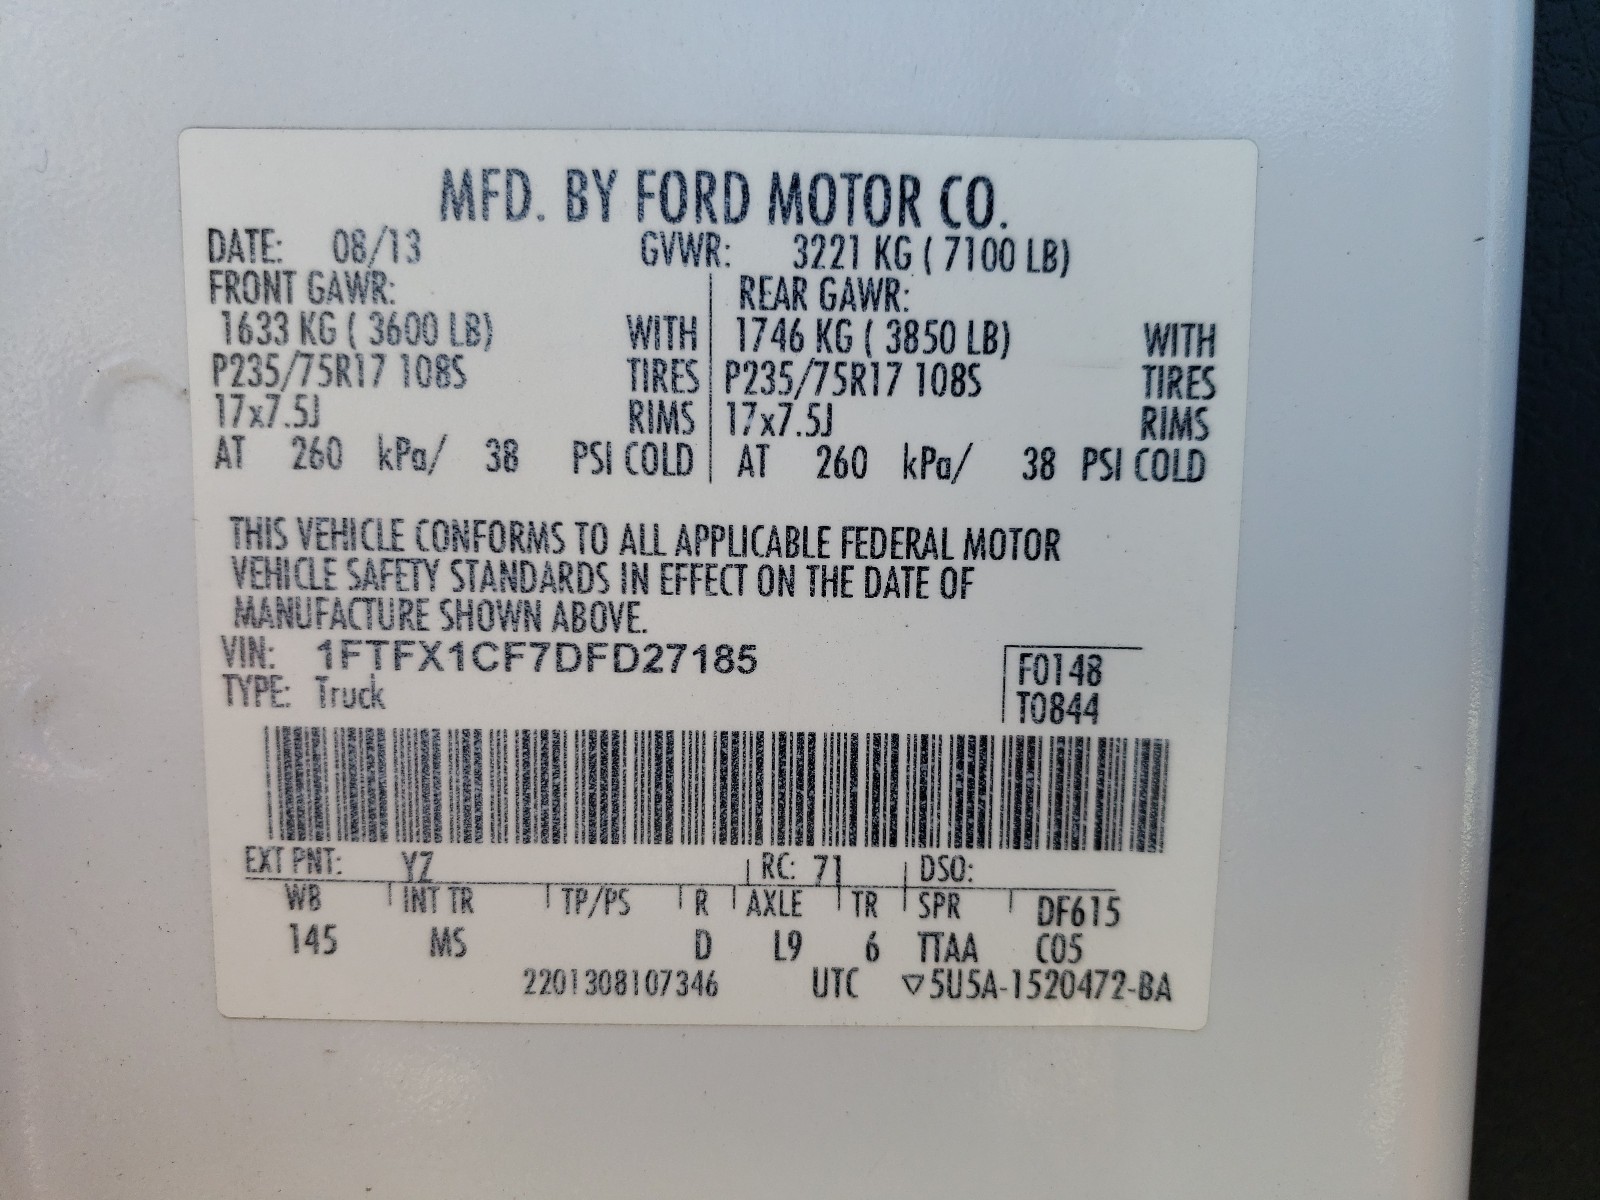 MFD. BY FORD MOTOR CO.
DATE: 08/13 GVWR: 3221 KG ( 7100 LB)
FRONT GAWR: REAR GAWR:
1633 KG ( 3600 LB) WITH 1746 KG ( 3850 LB) WITH
P235/75R17 108S TIRES P235/75R17 108S TIRES
17x7.5J RIMS 17x7.5J RIMS
AT 260 kPa/ 38 PSI COLD AT 260 kPa/ 38 PSI COLD
THIS VEHICLE CONFORMS TO ALL APPLICABLE FEDERAL MOTOR
VEHICLE SAFETY STANDARDS IN EFFECT ON THE DATE OF
MANUFACTURE SHOWN ABOVE.
VIN: 1FTFX1CF7DFD27185 F0148
TYPE: Truck T0844
EXT PNT: YZ RC: 71 DSO:
WB INT TR TP/PS R AXLE TR SPR DF615
145 MS D L9 6 TTAA C05
2201308107346 UTC ▽5U5A-1520472-BA